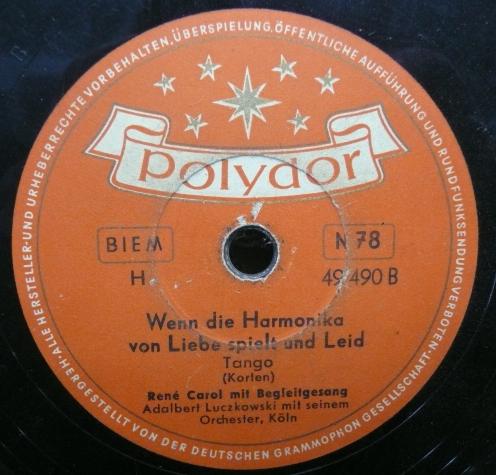 ALLE HERSTELLER-UND URHEBERRECHTE VORBEHALTEN. ÜBERSPIELUNG, ÖFFENTLICHE AUFFÜHRUNG UND RUNDFUNKSENDUNG VERBOTEN.
polydor
BIEM N 78
H 49 490 B
Wenn die Harmonika
von Liebe spielt und Leid
Tango
(Korten)
René Carol mit Begleitgesang
Adalbert Luczkowski mit seinem
Orchester, Köln
HERGESTELLT VON DER DEUTSCHEN GRAMMOPHON GESELLSCHAFT